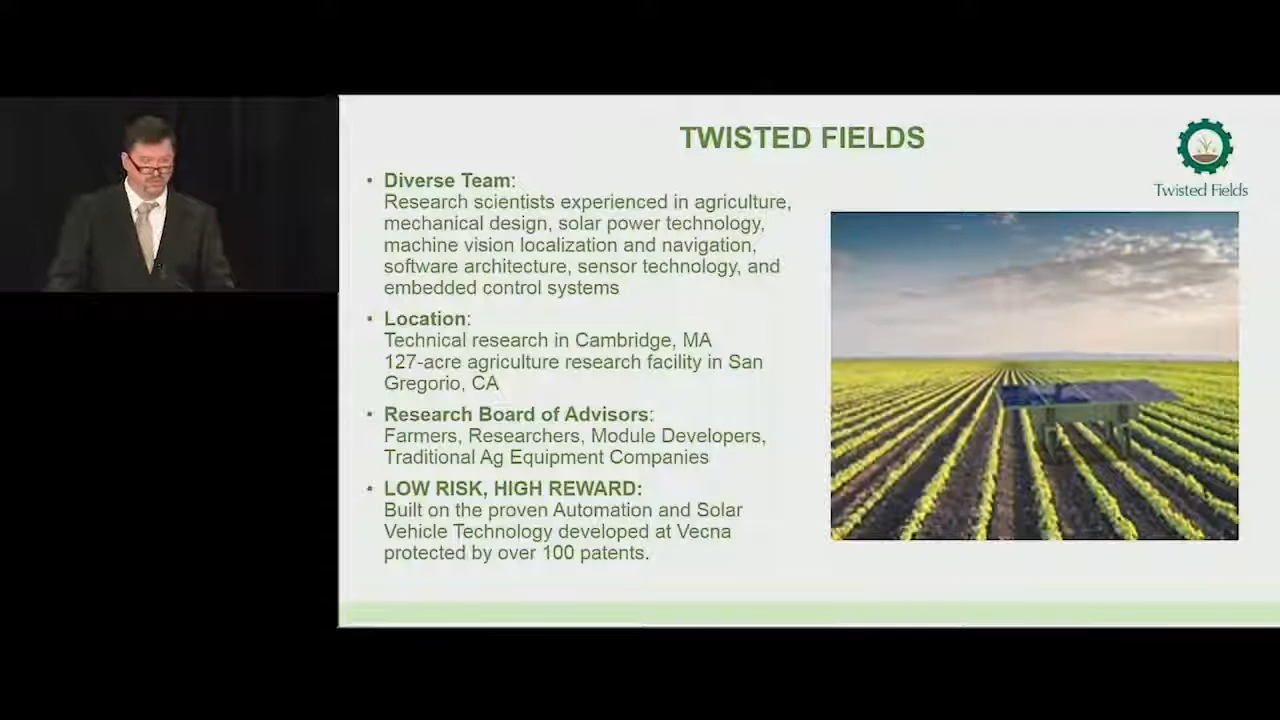 TWISTED FIELDS
Twisted Fields
• Diverse Team:
Research scientists experienced in agriculture,
mechanical design, solar power technology,
machine vision localization and navigation,
software architecture, sensor technology, and
embedded control systems
• Location:
Technical research in Cambridge, MA
127-acre agriculture research facility in San
Gregorio, CA
• Research Board of Advisors:
Farmers, Researchers, Module Developers,
Traditional Ag Equipment Companies
• LOW RISK, HIGH REWARD:
Built on the proven Automation and Solar
Vehicle Technology developed at Vecna
protected by over 100 patents.